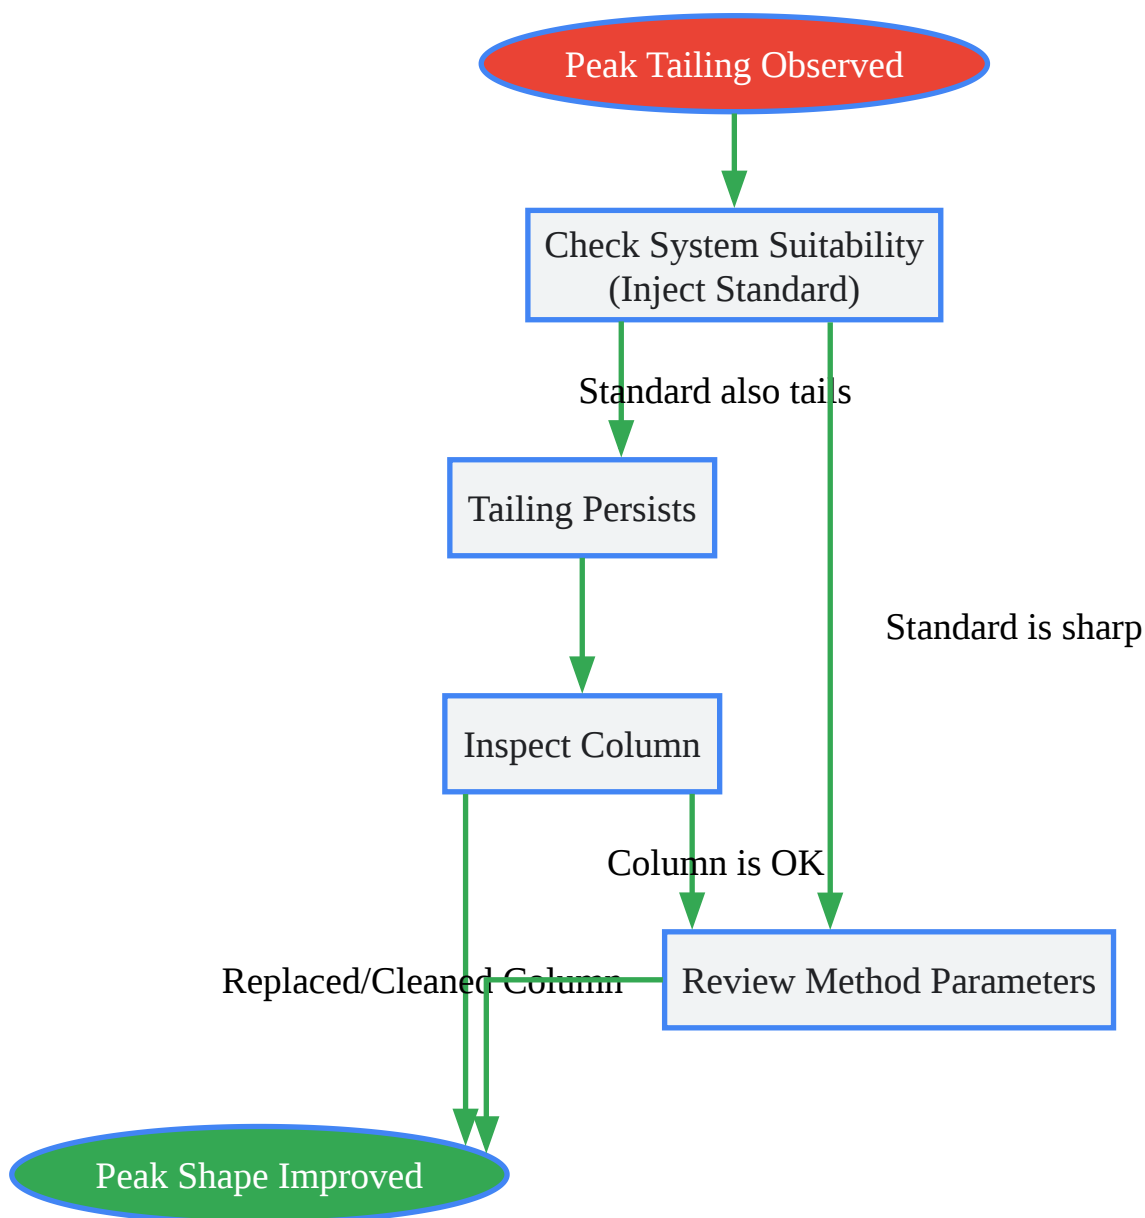 Peak Tailing Observed
Check System Suitability
(Inject Standard)
Standard also tails
Tailing Persists
Standard is sharp
Inspect Column
Column is OK
Replaced/Cleaned Column
Review Method Parameters
Peak Shape Improved